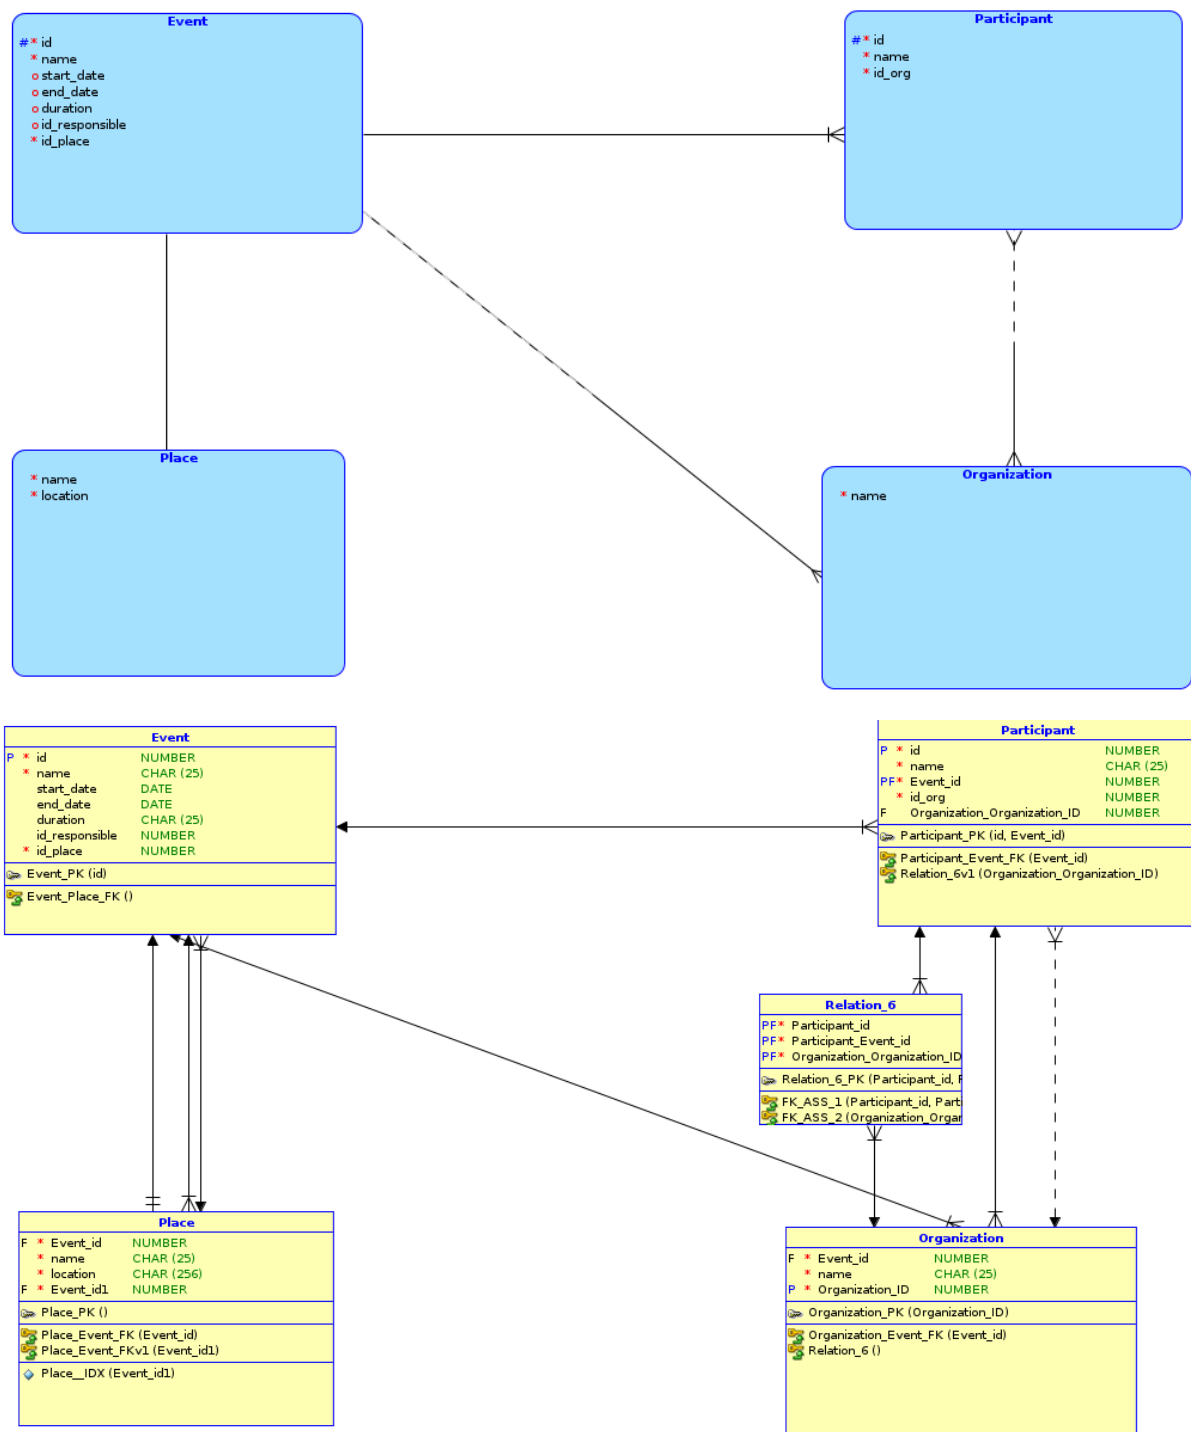 Event
#* id
* name
o start_date
o end_date
o duration
o id_responsible
* id_place
Participant
#* id
* name
* id_org
Place
* name
* location
Organization
* name
Event
P * id NUMBER
* name CHAR (25)
start_date DATE
end_date DATE
duration CHAR (25)
id_responsible NUMBER
* id_place NUMBER
Event_PK (id)
Event_Place_FK ()
Participant
P * id NUMBER
* name CHAR (25)
PF* Event_id NUMBER
* id_org NUMBER
F Organization_Organization_ID NUMBER
Participant_PK (id, Event_id)
Participant_Event_FK (Event_id)
Relation_6v1 (Organization_Organization_ID)
Relation_6
PF* Participant_id
PF* Participant_Event_id
PF* Organization_Organization_ID
Relation_6_PK (Participant_id, P
FK_ASS_1 (Participant_id, Part
FK_ASS_2 (Organization_Organ
Place
F * Event_id NUMBER
* name CHAR (25)
* location CHAR (256)
F * Event_id1 NUMBER
Place_PK ()
Place_Event_FK (Event_id)
Place_Event_FKv1 (Event_id1)
Place__IDX (Event_id1)
Organization
F * Event_id NUMBER
* name CHAR (25)
P * Organization_ID NUMBER
Organization_PK (Organization_ID)
Organization_Event_FK (Event_id)
Relation_6 ()